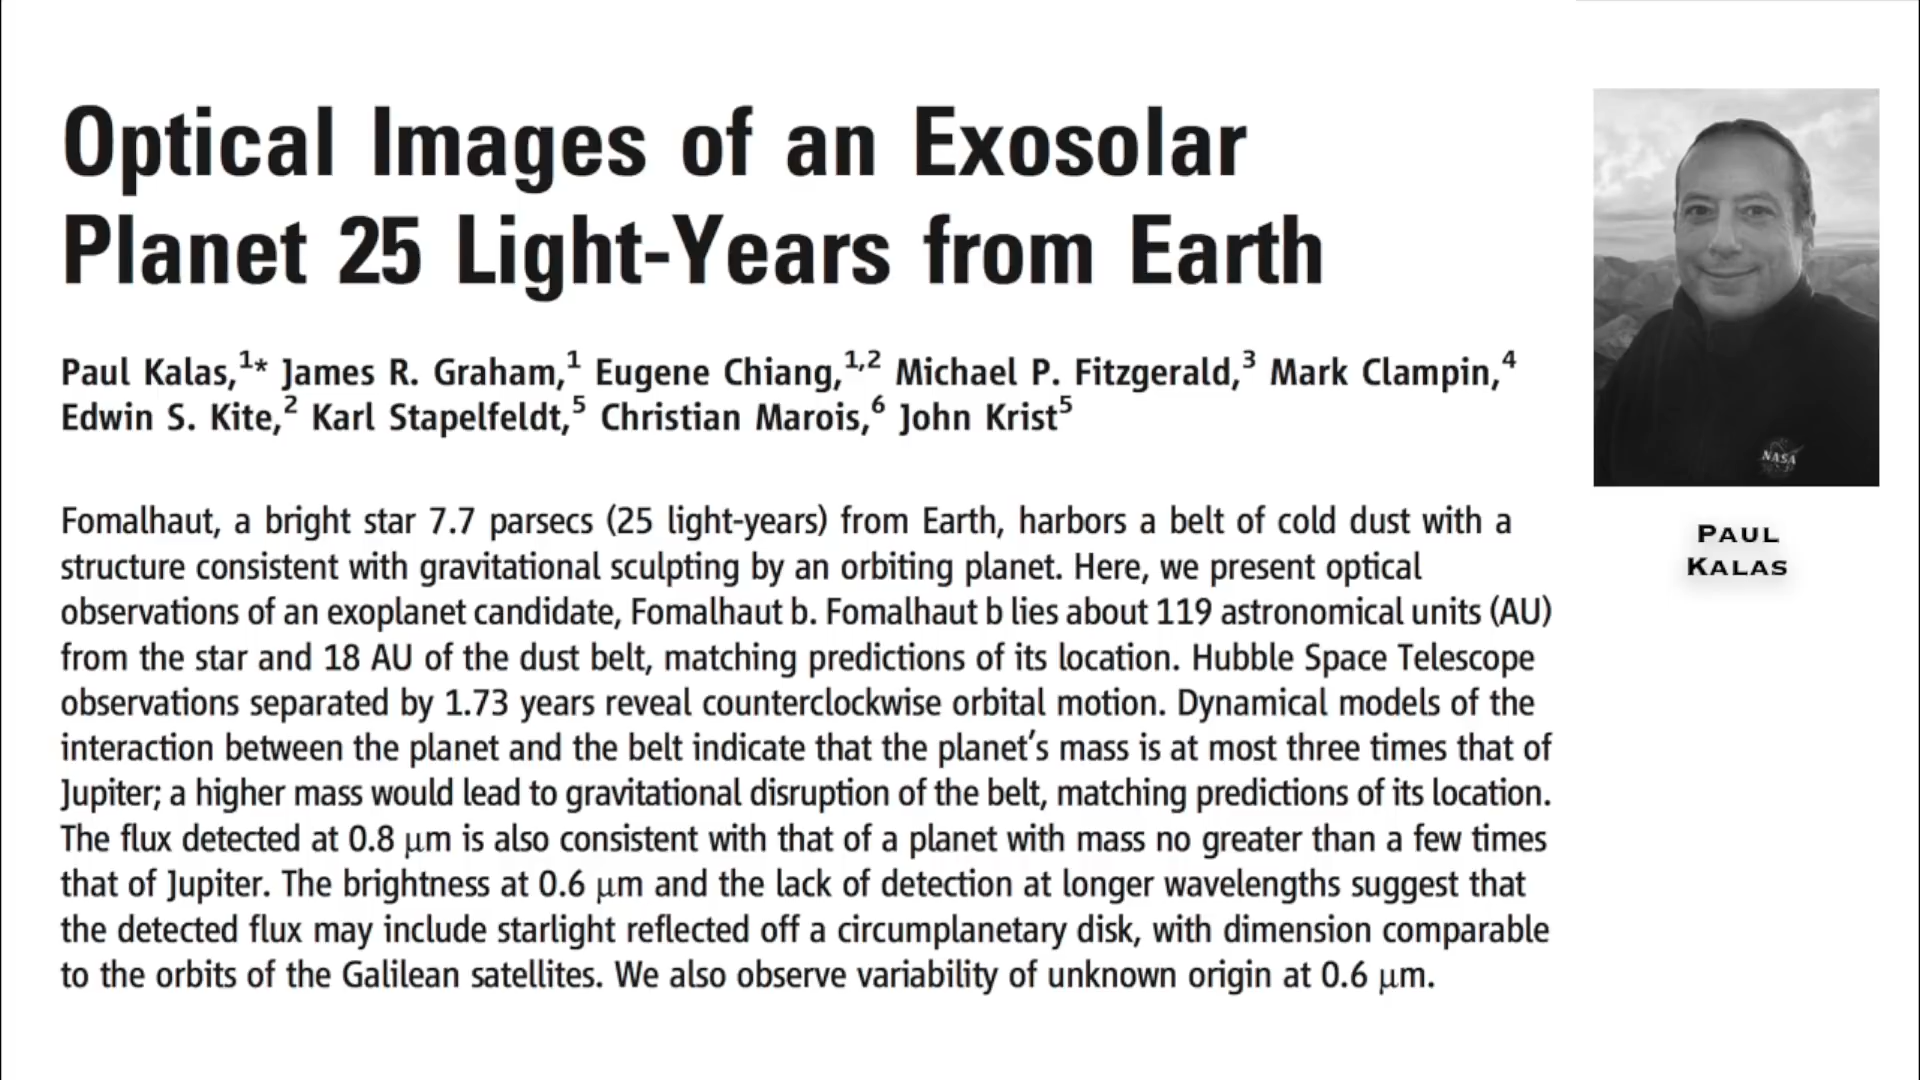 Optical Images of an Exosolar
Planet 25 Light-Years from Earth
Paul Kalas,¹* James R. Graham,¹ Eugene Chiang,¹,² Michael P. Fitzgerald,³ Mark Clampin,⁴
Edwin S. Kite,² Karl Stapelfeldt,⁵ Christian Marois,⁶ John Krist⁵
Fomalhaut, a bright star 7.7 parsecs (25 light-years) from Earth, harbors a belt of cold dust with a
structure consistent with gravitational sculpting by an orbiting planet. Here, we present optical
observations of an exoplanet candidate, Fomalhaut b. Fomalhaut b lies about 119 astronomical units (AU)
from the star and 18 AU of the dust belt, matching predictions of its location. Hubble Space Telescope
observations separated by 1.73 years reveal counterclockwise orbital motion. Dynamical models of the
interaction between the planet and the belt indicate that the planet's mass is at most three times that of
Jupiter; a higher mass would lead to gravitational disruption of the belt, matching predictions of its location.
The flux detected at 0.8 μm is also consistent with that of a planet with mass no greater than a few times
that of Jupiter. The brightness at 0.6 μm and the lack of detection at longer wavelengths suggest that
the detected flux may include starlight reflected off a circumplanetary disk, with dimension comparable
to the orbits of the Galilean satellites. We also observe variability of unknown origin at 0.6 μm.
NASA
PAUL
KALAS